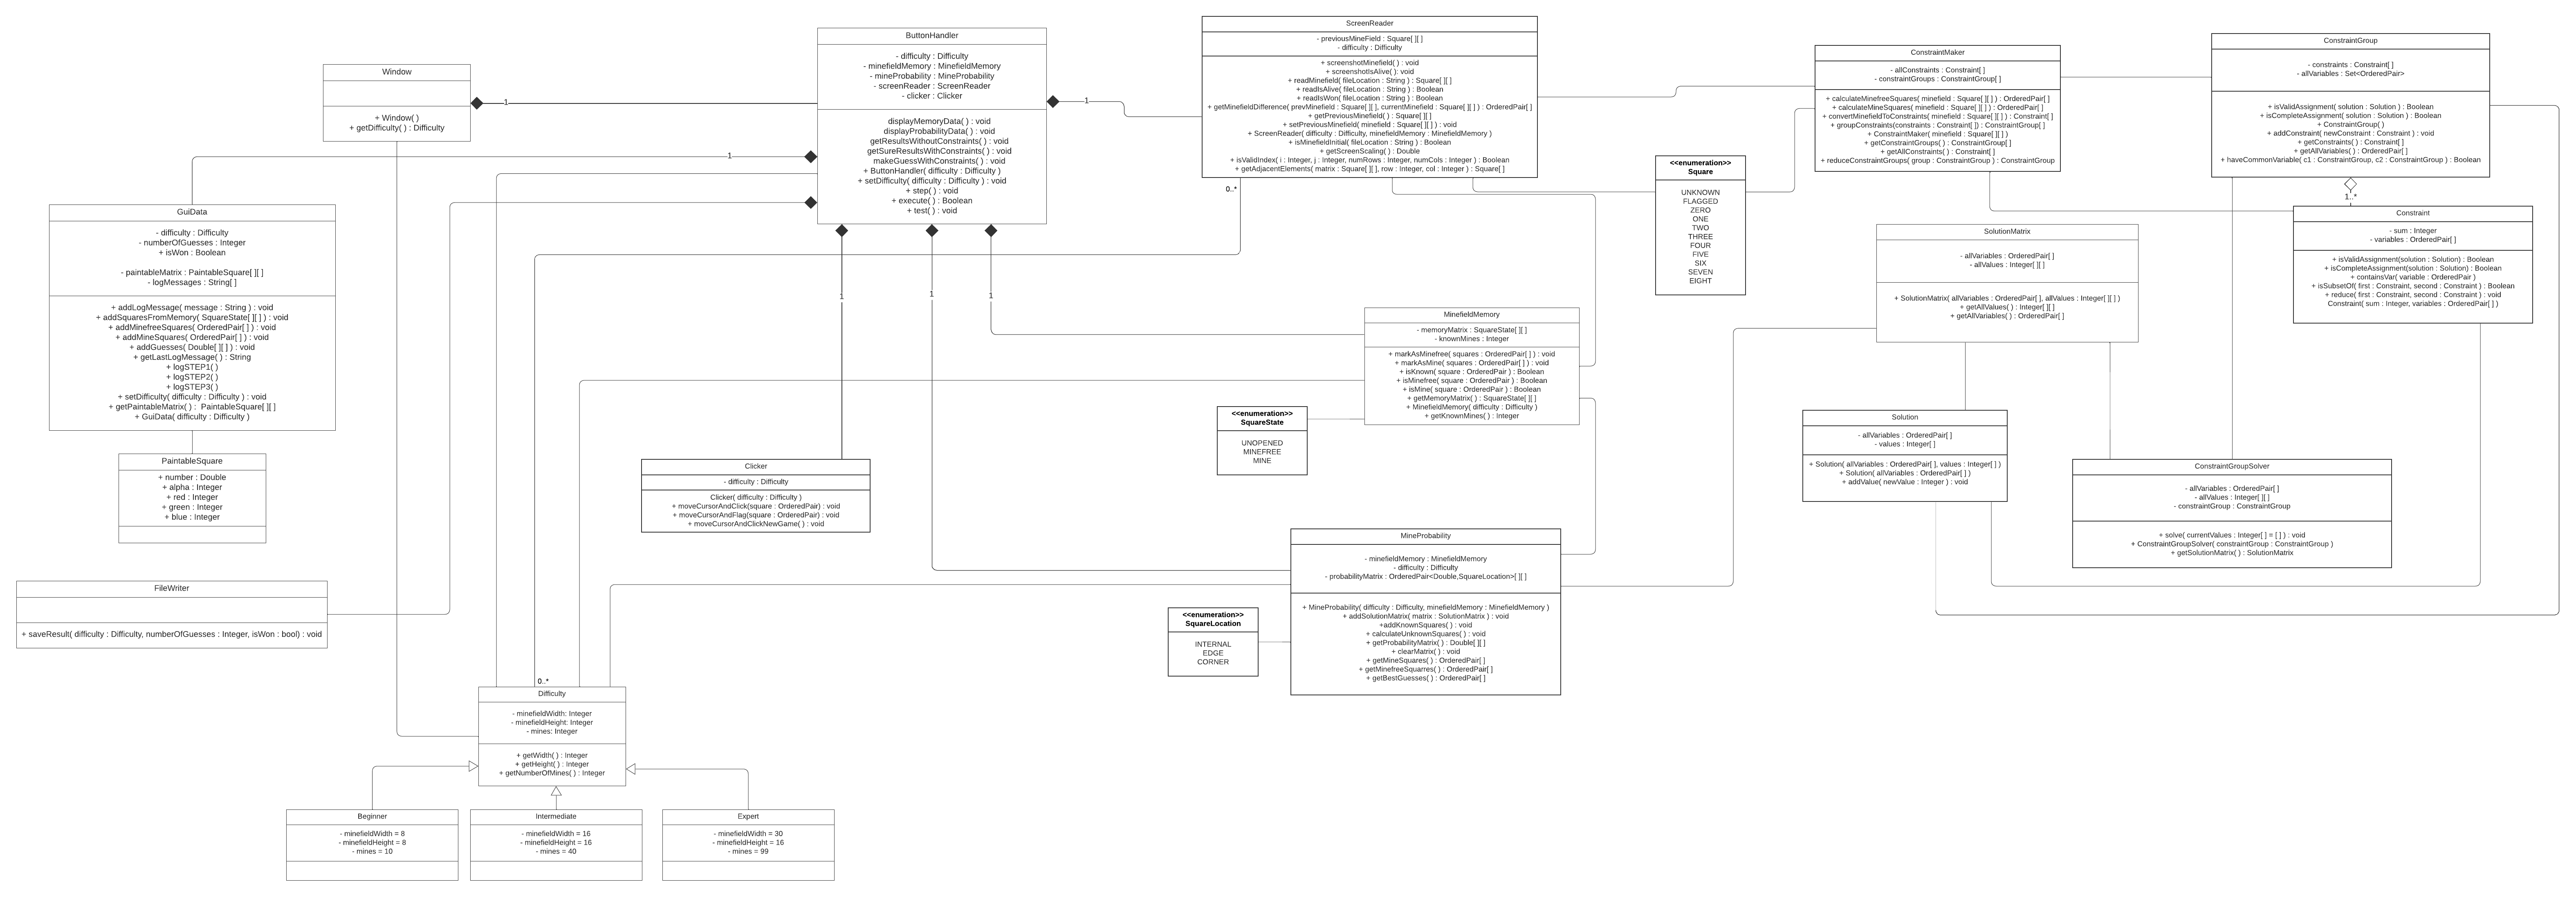 Window
+ Window( )
+ getDifficulty( ) : Difficulty
1
ButtonHandler
- difficulty : Difficulty
- minefieldMemory : MinefieldMemory
- mineProbability : MineProbability
- screenReader : ScreenReader
- clicker : Clicker
displayMemoryData( ) : void
displayProbabilityData( ) : void
getResultsWithoutConstraints( ) : void
getSureResultsWithConstraints( ) : void
makeGuessWithConstraints( ) : void
+ ButtonHandler( difficulty : Difficulty )
+ setDifficulty( difficulty : Difficulty ) : void
+ step( ) : void
+ execute( ) : Boolean
+ test( ) : void
1
1
1
1
1
ScreenReader
- previousMineField : Square[ ][ ]
- difficulty : Difficulty
+ screenshotMinefield( ) : void
+ screenshotIsAlive( ): void
+ readMinefield( fileLocation : String ) : Square[ ][ ]
+ readIsAlive( fileLocation : String ) : Boolean
+ readIsWon( fileLocation : String ) : Boolean
+ getMinefieldDifference( prevMinefield : Square[ ][ ], currentMinefield : Square[ ][ ] ) : OrderedPair[ ]
+ getPreviousMinefield( ) : Square[ ][ ]
+ setPreviousMinefield( minefield : Square[ ][ ] ) : void
+ ScreenReader( difficulty : Difficulty, minefieldMemory : MinefieldMemory )
+ isMinefieldInitial( fileLocation : String ) : Boolean
+ getScreenScaling( ) : Double
+ isValidIndex( i : Integer, j : Integer, numRows : Integer, numCols : Integer ) : Boolean
+ getAdjacentElements( matrix : Square[ ][ ], row : Integer, col : Integer ) : Square[ ]
0..*
<<enumeration>>
Square
UNKNOWN
FLAGGED
ZERO
ONE
TWO
THREE
FOUR
FIVE
SIX
SEVEN
EIGHT
ConstraintMaker
- allConstraints : Constraint[ ]
- constraintGroups : ConstraintGroup[ ]
+ calculateMinefreeSquares( minefield : Square[ ][ ] ) : OrderedPair[ ]
+ calculateMineSquares( minefield : Square[ ][ ] ) : OrderedPair[ ]
+ convertMinefieldToConstraints( minefield : Square[ ][ ] ) : Constraint[ ]
+ groupConstraints(constraints : Constraint[ ]) : ConstraintGroup[ ]
+ ConstraintMaker( minefield : Square[ ][ ] )
+ getConstraintGroups( ) : ConstraintGroup[ ]
+ getAllConstraints( ) : Constraint[ ]
+ reduceConstraintGroups( group : ConstraintGroup ) : ConstraintGroup
ConstraintGroup
- constraints : Constraint[ ]
- allVariables : Set<OrderedPair>
+ isValidAssignment( solution : Solution ) : Boolean
+ isCompleteAssignment( solution : Solution ) : Boolean
+ ConstraintGroup( )
+ addConstraint( newConstraint : Constraint ) : void
+ getConstraints( ) : Constraint[ ]
+ getAllVariables( ) : OrderedPair[ ]
+ haveCommonVariable( c1 : ConstraintGroup, c2 : ConstraintGroup ) : Boolean
1..*
Constraint
- sum : Integer
- variables : OrderedPair[ ]
+ isValidAssignment(solution : Solution) : Boolean
+ isCompleteAssignment(solution : Solution) : Boolean
+ containsVar( variable : OrderedPair )
+ isSubsetOf( first : Constraint, second : Constraint ) : Boolean
+ reduce( first : Constraint, second : Constraint ) : void
Constraint( sum : Integer, variables : OrderedPair[ ] )
GuiData
- difficulty : Difficulty
- numberOfGuesses : Integer
+ isWon : Boolean
- paintableMatrix : PaintableSquare[ ][ ]
- logMessages : String[ ]
+ addLogMessage( message : String ) : void
+ addSquaresFromMemory( SquareState[ ][ ] ) : void
+ addMinefreeSquares( OrderedPair[ ] ) : void
+ addMineSquares( OrderedPair[ ] ) : void
+ addGuesses( Double[ ][ ] ) : void
+ getLastLogMessage( ) : String
+ logSTEP1( )
+ logSTEP2( )
+ logSTEP3( )
+ setDifficulty( difficulty : Difficulty ) : void
+ getPaintableMatrix( ) :  PaintableSquare[ ][ ]
+ GuiData( difficulty : Difficulty )
SolutionMatrix
- allVariables : OrderedPair[ ]
- allValues : Integer[ ][ ]
+ SolutionMatrix( allVariables : OrderedPair[ ], allValues : Integer[ ][ ] )
+ getAllValues( ) : Integer[ ][ ]
+ getAllVariables( ) : OrderedPair[ ]
MinefieldMemory
- memoryMatrix : SquareState[ ][ ]
- knownMines : Integer
+ markAsMinefree( squares : OrderedPair[ ] ) : void
+ markAsMine( squares : OrderedPair[ ] ) : void
+ isKnown( square : OrderedPair ) : Boolean
+ isMinefree( square : OrderedPair ) : Boolean
+ isMine( square : OrderedPair ) : Boolean
+ getMemoryMatrix( ) : SquareState[ ][ ]
+ MinefieldMemory( difficulty : Difficulty )
+ getKnownMines( ) : Integer
<<enumeration>>
SquareState
UNOPENED
MINEFREE
MINE
Solution
- allVariables : OrderedPair[ ]
- values : Integer[ ]
+ Solution( allVariables : OrderedPair[ ], values : Integer[ ] )
+ Solution( allVariables : OrderedPair[ ] )
+ addValue( newValue : Integer ) : void
ConstraintGroupSolver
- allVariables : OrderedPair[ ]
- allValues : Integer[ ][ ]
- constraintGroup : ConstraintGroup
+ solve( currentValues : Integer[ ] = [ ] ) : void
+ ConstraintGroupSolver( constraintGroup : ConstraintGroup )
+ getSolutionMatrix( ) : SolutionMatrix
PaintableSquare
+ number : Double
+ alpha : Integer
+ red : Integer
+ green : Integer
+ blue : Integer
Clicker
- difficulty : Difficulty
Clicker( difficulty : Difficulty )
+ moveCursorAndClick(square : OrderedPair) : void
+ moveCursorAndFlag(square : OrderedPair) : void
+ moveCursorAndClickNewGame( ) : void
MineProbability
- minefieldMemory : MinefieldMemory
- difficulty : Difficulty
- probabilityMatrix : OrderedPair<Double,SquareLocation>[ ][ ]
+ MineProbability( difficulty : Difficulty, minefieldMemory : MinefieldMemory )
+ addSolutionMatrix( matrix : SolutionMatrix ) : void
+addKnownSquares( ) : void
+ calculateUnknownSquares( ) : void
+ getProbabilityMatrix( ) : Double[ ][ ]
+ clearMatrix( ) : void
+ getMineSquares( ) : OrderedPair[ ]
+ getMinefreeSquarres( ) : OrderedPair[ ]
+ getBestGuesses( ) : OrderedPair[ ]
<<enumeration>>
SquareLocation
INTERNAL
EDGE
CORNER
FileWriter
+ saveResult( difficulty : Difficulty, numberOfGuesses : Integer, isWon : bool) : void
0..*
Difficulty
- minefieldWidth: Integer
- minefieldHeight: Integer
- mines: Integer
+ getWidth( ) : Integer
+ getHeight( ) : Integer
+ getNumberOfMines( ) : Integer
Beginner
- minefieldWidth = 8
- minefieldHeight = 8
- mines = 10
Intermediate
- minefieldWidth = 16
- minefieldHeight = 16
- mines = 40
Expert
- minefieldWidth = 30
- minefieldHeight = 16
- mines = 99